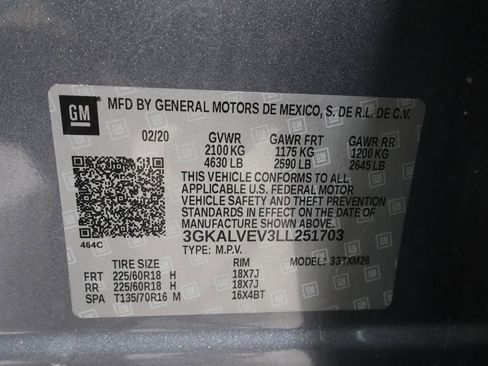 GM
MFD BY GENERAL MOTORS DE MEXICO, S. DE R.L. DE C.V.
02/20 GVWR GAWR FRT GAWR RR
2100 KG 1175 KG 1200 KG
4630 LB 2590 LB 2645 LB
THIS VEHICLE CONFORMS TO ALL
APPLICABLE U.S. FEDERAL MOTOR
VEHICLE SAFETY AND THEFT PREVENTION
STANDARDS IN EFFECT ON THE DATE OF
MANUFACTURE SHOWN ABOVE.
464C
3GKALVEV3LL251703
TYPE: M.P.V. MODEL: 33TXM26
TIRE SIZE RIM
FRT 225/60R18 H 18X7J
RR 225/60R18 H 18X7J
SPA T135/70R16 M 16X4BT